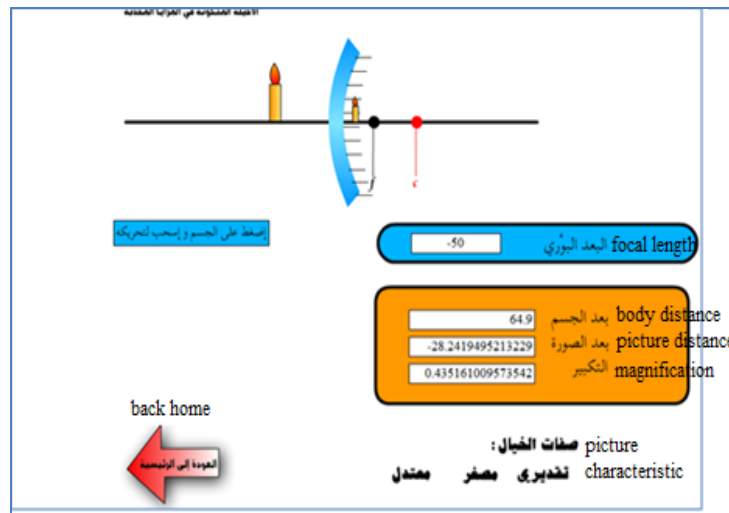 الأخيلة المتكونة في المرايا المحدبة
f
c
إضغط على الجسم و إسحب لتحريكه
-50 البعد البؤري focal length
64.9 بعد الجسم body distance
-28.2419495213229 بعد الصورة picture distance
0.435161009573542 التكبير magnification
back home
العودة إلى الرئيسية
صفات الخيال : picture
تقديري مصغر معتدل characteristic